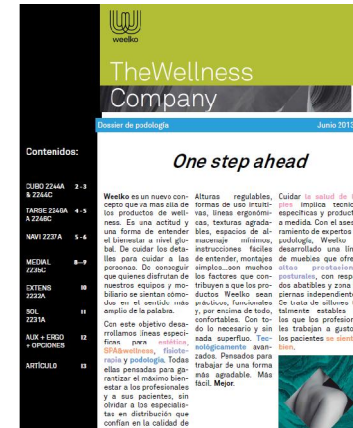 weelko
TheWellness
Company
Dossier de podología
Junio 2013
Contenidos:
CUBO 2244A 2-3
& 2244C
TARSE 2246A 4-5
A 2246C
NAVI 2237A 5-6
MEDIAL 8-9
2235C
EXTENS 10
2232A
SOL 11
2231A
AUX + ERGO 12
+ OPCIONES
ARTÍCULO 13
One step ahead
Weelko es un nuevo con-
cepto que va más allá de
los productos de well-
ness. Es una actitud y
una forma de entender
el bienestar a nivel glo-
bal. De cuidar los deta-
lles para cuidar a las
personas. De conseguir
que quienes disfrutan de
nuestros equipos y mo-
biliario se sientan cómo-
dos en el sentido más
amplio de la palabra.
Con este objetivo desa-
rrollamos líneas especí-
ficas para estética,
SPA&wellness, fisiote-
rapia y podología. Todas
ellas pensadas para ga-
rantizar el máximo bien-
estar a los profesionales
y a sus pacientes, sin
olvidar a los especialis-
tas en distribución que
confían en la calidad de
Alturas regulables,
formas de uso intuiti-
vas, líneas ergonómi-
cas, texturas agrada-
bles, espacios de al-
macenaje mínimos,
instrucciones fáciles
de entender, montajes
simples...son muchos
los factores que con-
tribuyen a que los pro-
ductos Weelko sean
prácticos, funcionales
y, por encima de todo,
confortables. Con to-
do lo necesario y sin
nada superfluo. Tec-
nológicamente avan-
zados. Pensados para
trabajar de una forma
más agradable. Más
fácil. Mejor.
Cuidar la salud de
pies implica técnic
específicas y product
a medida. Con el ases
ramiento de expertos
podología, Weelko
desarrollado una lín
de muebles que ofre
altas prestacion
posturales, con resp
dos abatibles y zona
piernas independient
Se trata de sillones
talmente estables
los que los profesion
les trabajan a gusto
los pacientes se sient
bien.